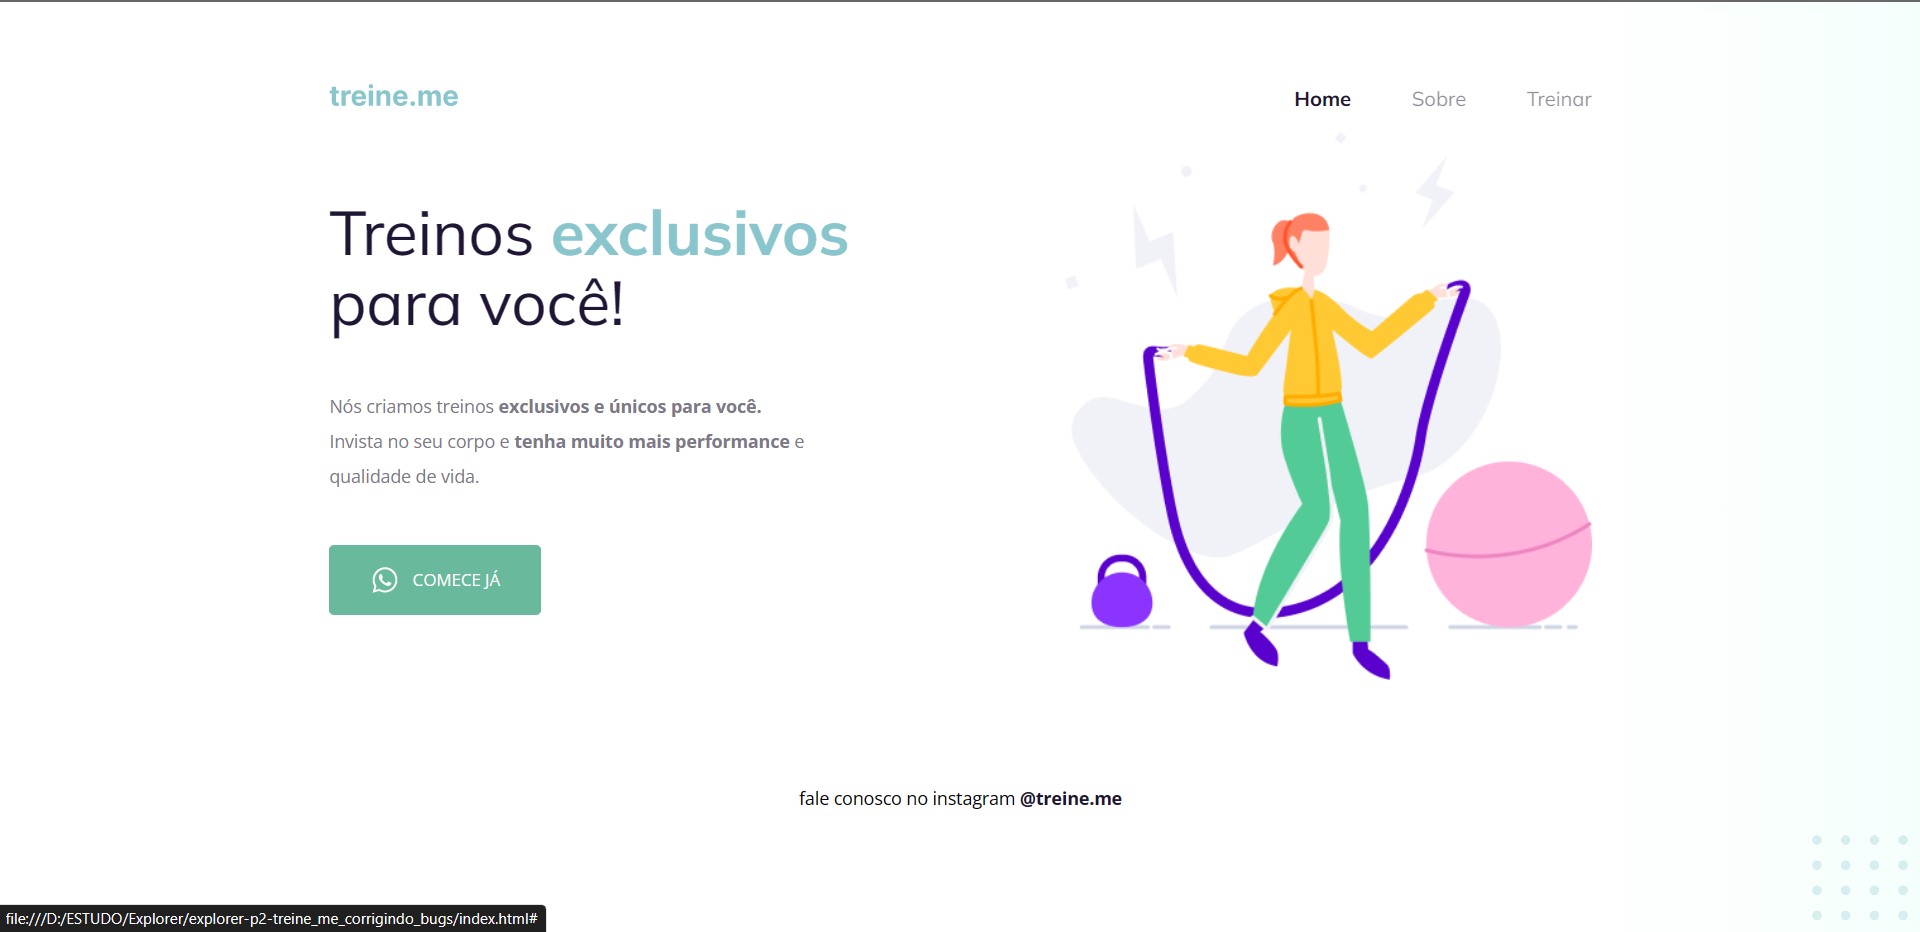 treine.me
Home Sobre Treinar
Treinos exclusivos
para você!
Nós criamos treinos exclusivos e únicos para você.
Invista no seu corpo e tenha muito mais performance e
qualidade de vida.
COMECE JÁ
fale conosco no instagram @treine.me
file:///D:/ESTUDO/Explorer/explorer-p2-treine_me_corrigindo_bugs/index.html#